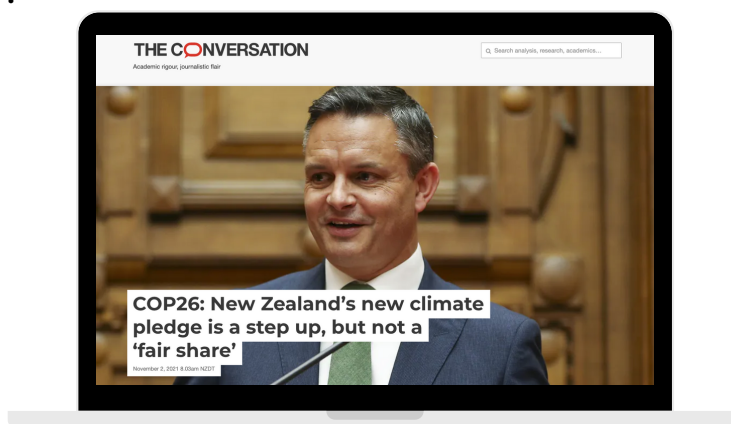 THE CONVERSATION
Academic rigour, journalistic flair
Search analysis, research, academics...
COP26: New Zealand’s new climate
pledge is a step up, but not a
‘fair share’
November 2, 2021 8.03am NZDT